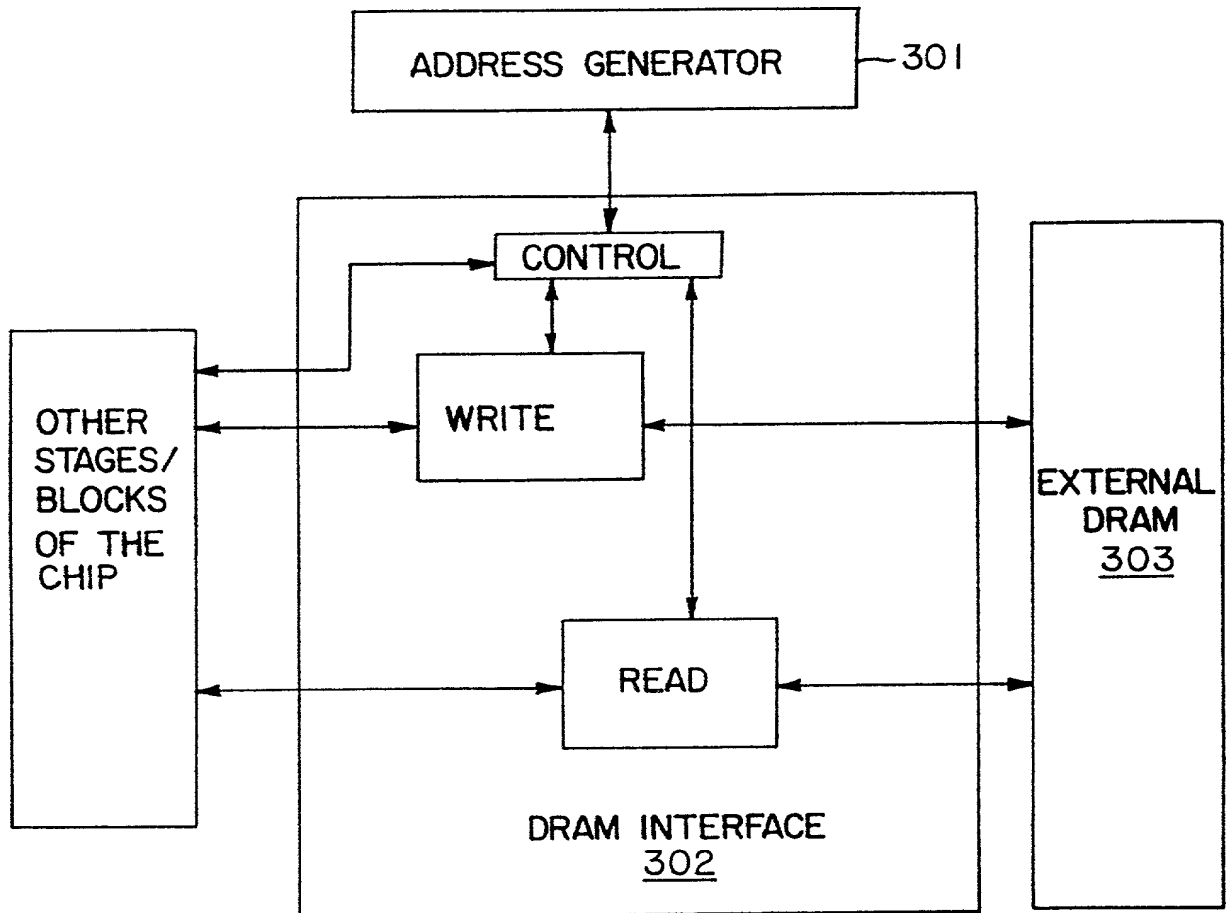 ADDRESS GENERATOR
301
CONTROL
WRITE
OTHER
STAGES/
BLOCKS
OF THE
CHIP
EXTERNAL
DRAM
303
READ
DRAM INTERFACE
302